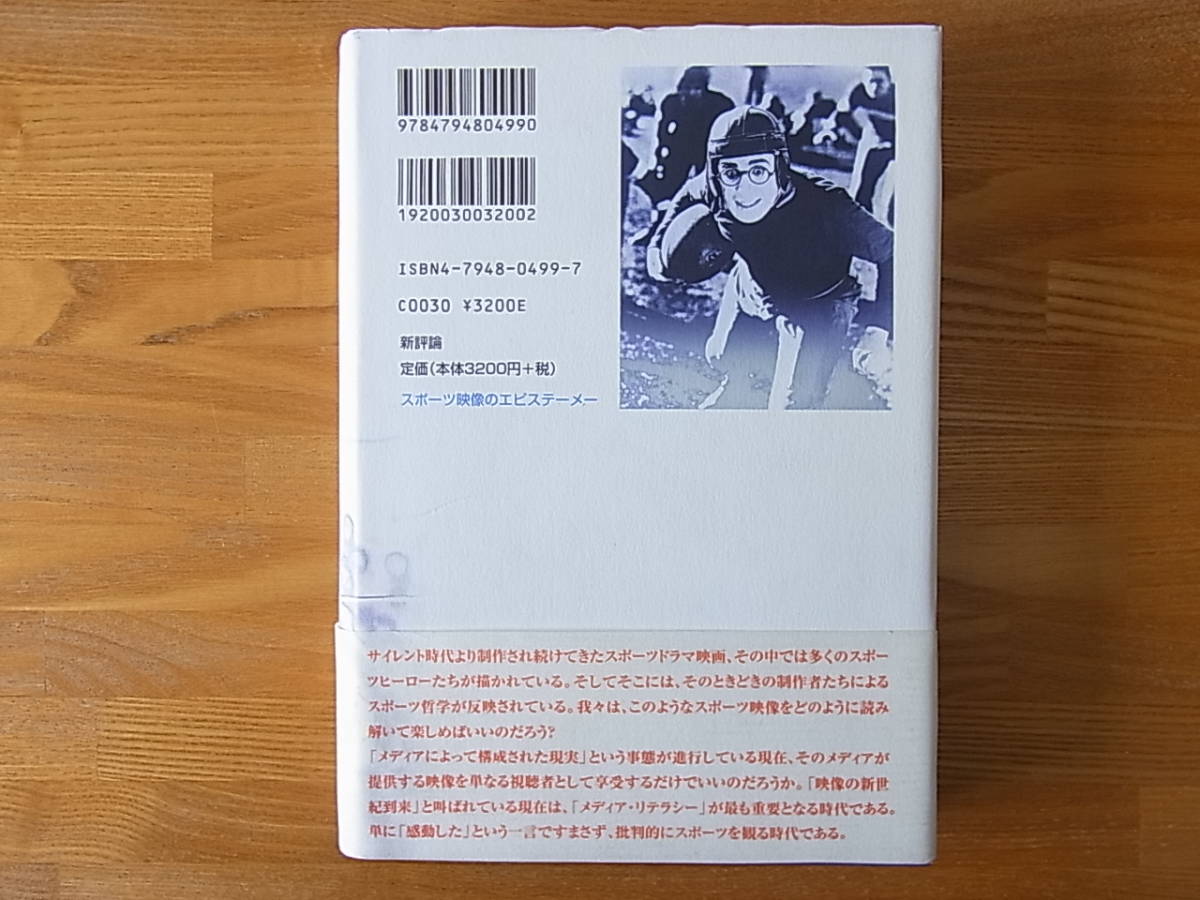 9784794804990
1920030032002
ISBN4-7948-0499-7
C0030 ¥3200E
新評論
定価(本体3200円+税)
スポーツ映像のエピステーメー
サイレント時代より制作され続けてきたスポーツドラマ映画、その中では多くのスポー
ツヒーローたちが描かれている。そしてそこには、そのときどきの制作者たちによる
スポーツ哲学が反映されている。我々は、このようなスポーツ映像をどのように読み
解いて楽しめばいいのだろう?
「メディアによって構成された現実」という事態が進行している現在、そのメディアが
提供する映像を単なる視聴者として享受するだけでいいのだろうか。「映像の新世
紀到来」と叫ばれている現在は、「メディア・リテラシー」が最も重要となる時代である。
単に「感動した」という一言ですまさず、批判的にスポーツを観る時代である。